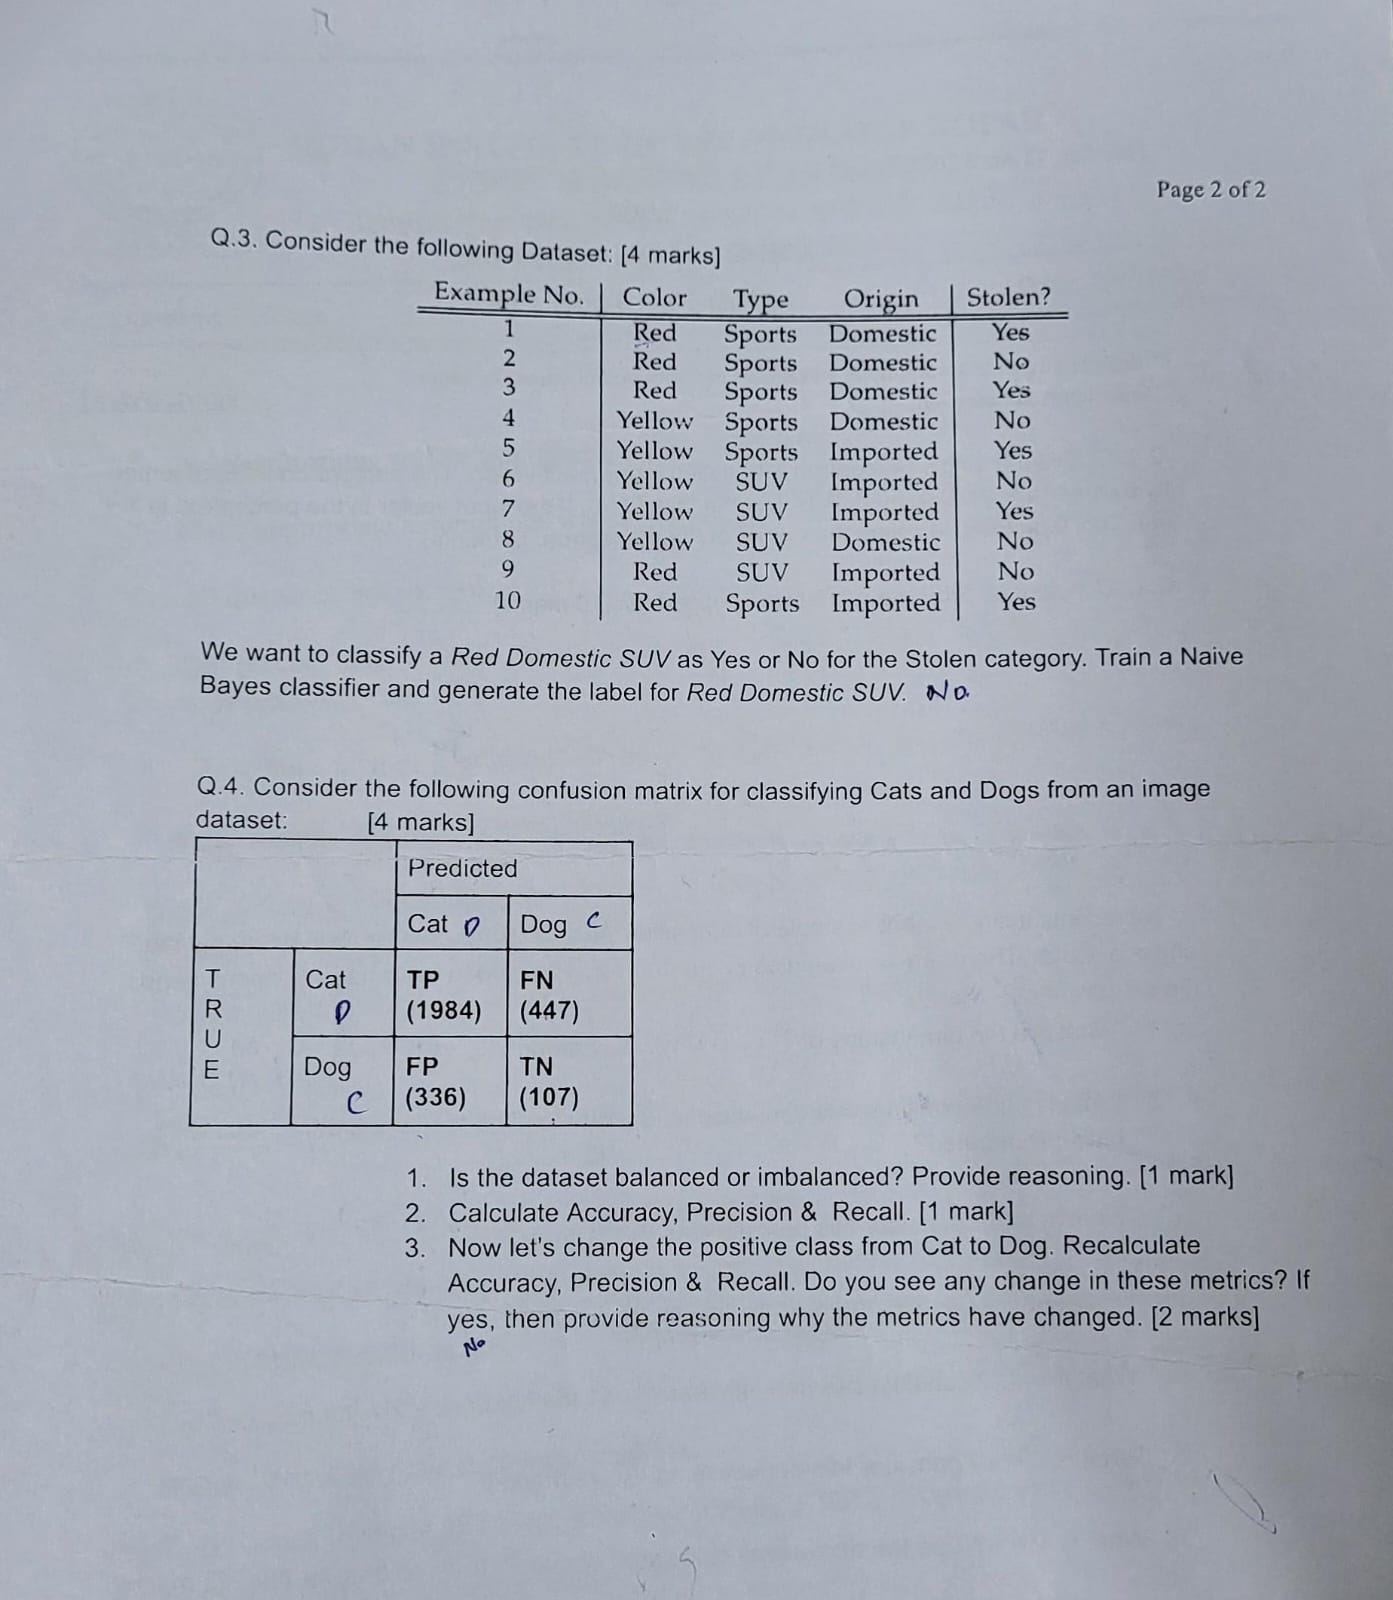 Page 2 of 2
Q.3. Consider the following Dataset: [4 marks]
Example No. Color Type Origin Stolen?
1 Red Sports Domestic Yes
2 Red Sports Domestic No
3 Red Sports Domestic Yes
4 Yellow Sports Domestic No
5 Yellow Sports Imported Yes
6 Yellow SUV Imported No
7 Yellow SUV Imported Yes
8 Yellow SUV Domestic No
9 Red SUV Imported No
10 Red Sports Imported Yes
We want to classify a Red Domestic SUV as Yes or No for the Stolen category. Train a Naive
Bayes classifier and generate the label for Red Domestic SUV. No.
Q.4. Consider the following confusion matrix for classifying Cats and Dogs from an image
dataset: [4 marks]
Predicted
Cat D Dog C
TRUE
Cat TP FN
D (1984) (447)
Dog FP TN
C (336) (107)
1. Is the dataset balanced or imbalanced? Provide reasoning. [1 mark]
2. Calculate Accuracy, Precision & Recall. [1 mark]
3. Now let's change the positive class from Cat to Dog. Recalculate
Accuracy, Precision & Recall. Do you see any change in these metrics? If
yes, then provide reasoning why the metrics have changed. [2 marks]
No